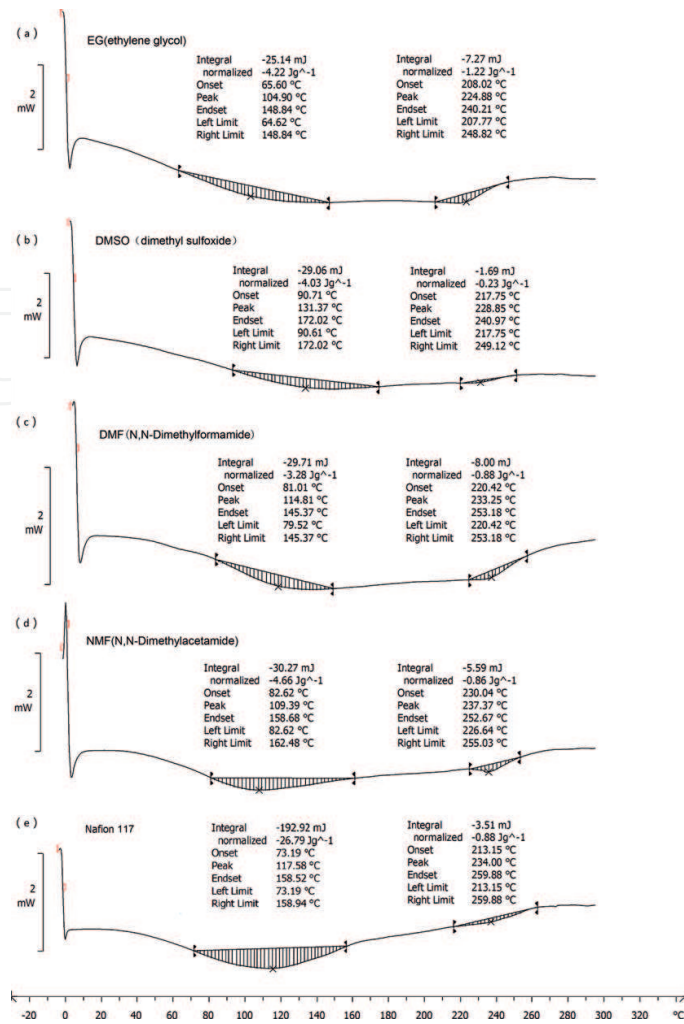 (a)
EG(ethylene glycol)
2
mW
Integral -25.14 mJ
normalized -4.22 Jg^-1
Onset 65.60 °C
Peak 104.90 °C
Endset 148.84 °C
Left Limit 64.62 °C
Right Limit 148.84 °C
Integral -7.27 mJ
normalized -1.22 Jg^-1
Onset 208.02 °C
Peak 224.88 °C
Endset 240.21 °C
Left Limit 207.77 °C
Right Limit 248.82 °C
(b)
DMSO (dimethyl sulfoxide)
2
mW
Integral -29.06 mJ
normalized -4.03 Jg^-1
Onset 90.71 °C
Peak 131.37 °C
Endset 172.02 °C
Left Limit 90.61 °C
Right Limit 172.02 °C
Integral -1.69 mJ
normalized -0.23 Jg^-1
Onset 217.75 °C
Peak 228.85 °C
Endset 240.97 °C
Left Limit 217.75 °C
Right Limit 249.12 °C
(c)
DMF(N,N-Dimethylformamide)
2
mW
Integral -29.71 mJ
normalized -3.28 Jg^-1
Onset 81.01 °C
Peak 114.81 °C
Endset 145.37 °C
Left Limit 79.52 °C
Right Limit 145.37 °C
Integral -8.00 mJ
normalized -0.88 Jg^-1
Onset 220.42 °C
Peak 233.25 °C
Endset 253.18 °C
Left Limit 220.42 °C
Right Limit 253.18 °C
(d)
NMF(N,N-Dimethylacetamide)
2
mW
Integral -30.27 mJ
normalized -4.66 Jg^-1
Onset 82.62 °C
Peak 109.39 °C
Endset 158.68 °C
Left Limit 82.62 °C
Right Limit 162.48 °C
Integral -5.59 mJ
normalized -0.86 Jg^-1
Onset 230.04 °C
Peak 237.37 °C
Endset 252.67 °C
Left Limit 226.64 °C
Right Limit 255.03 °C
(e)
Nafion 117
2
mW
Integral -192.92 mJ
normalized -26.79 Jg^-1
Onset 73.19 °C
Peak 117.58 °C
Endset 158.52 °C
Left Limit 73.19 °C
Right Limit 158.94 °C
Integral -3.51 mJ
normalized -0.88 Jg^-1
Onset 213.15 °C
Peak 234.00 °C
Endset 259.88 °C
Left Limit 213.15 °C
Right Limit 259.88 °C
-20 0 20 40 60 80 100 120 140 160 180 200 220 240 260 280 300 320 °C